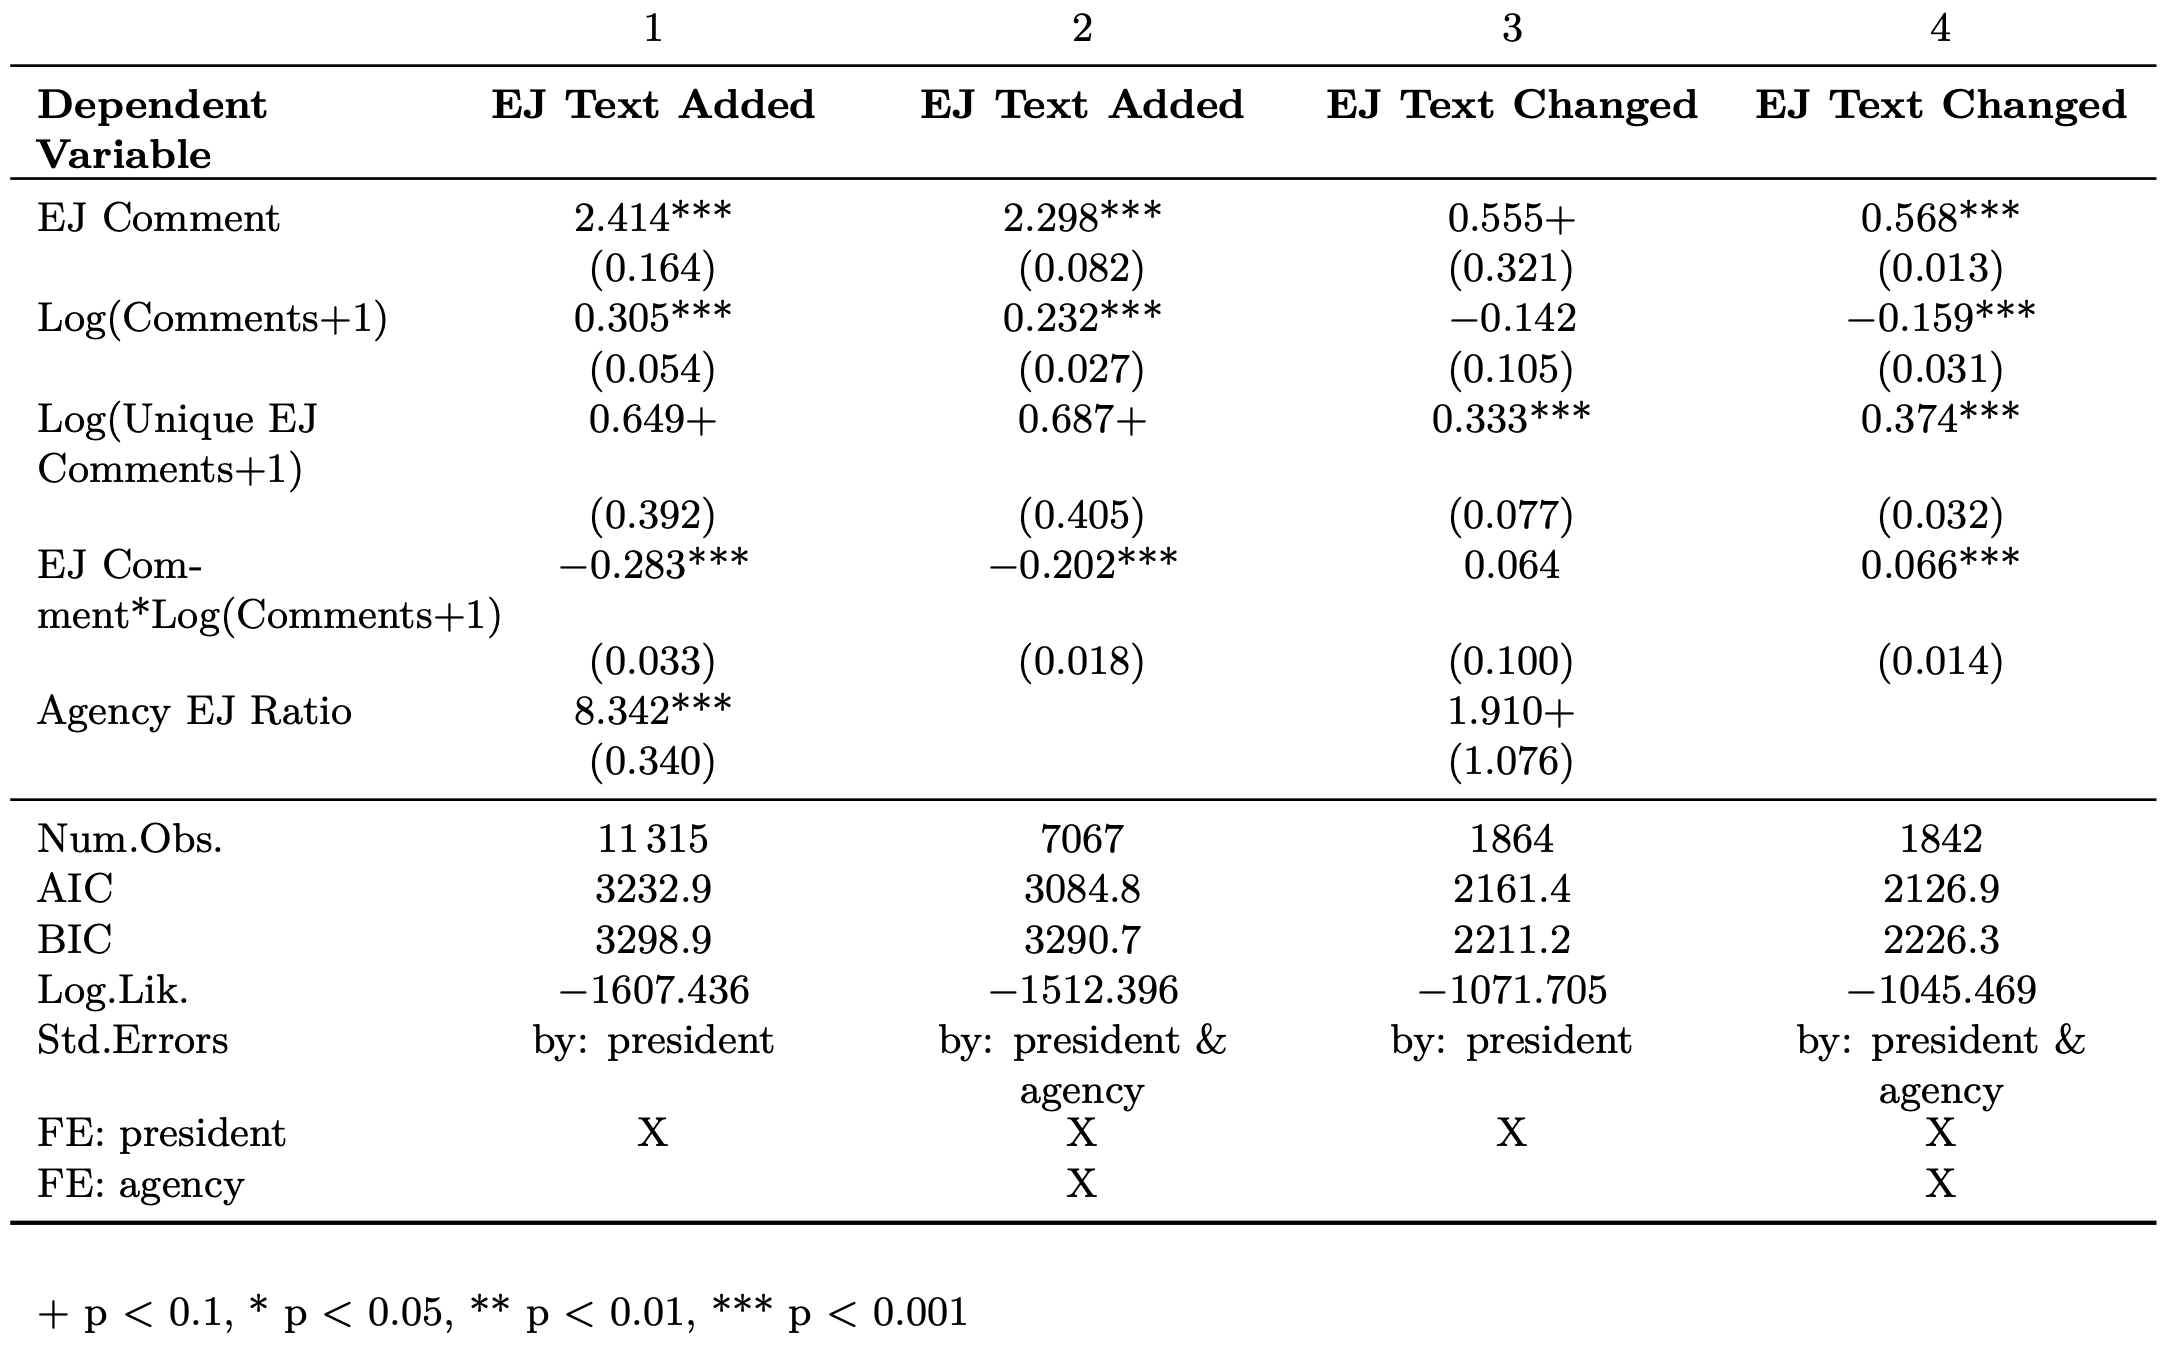 1 2 3 4
Dependent EJ Text Added EJ Text Added EJ Text Changed EJ Text Changed
Variable
EJ Comment 2.414*** 2.298*** 0.555+ 0.568***
(0.164) (0.082) (0.321) (0.013)
Log(Comments+1) 0.305*** 0.232*** −0.142 −0.159***
(0.054) (0.027) (0.105) (0.031)
Log(Unique EJ 0.649+ 0.687+ 0.333*** 0.374***
Comments+1)
(0.392) (0.405) (0.077) (0.032)
EJ Com- −0.283*** −0.202*** 0.064 0.066***
ment*Log(Comments+1)
(0.033) (0.018) (0.100) (0.014)
Agency EJ Ratio 8.342*** 1.910+
(0.340) (1.076)
Num.Obs. 11 315 7067 1864 1842
AIC 3232.9 3084.8 2161.4 2126.9
BIC 3298.9 3290.7 2211.2 2226.3
Log.Lik. −1607.436 −1512.396 −1071.705 −1045.469
Std.Errors by: president by: president & by: president by: president &
agency agency
FE: president X X X X
FE: agency X X
+ p < 0.1, * p < 0.05, ** p < 0.01, *** p < 0.001